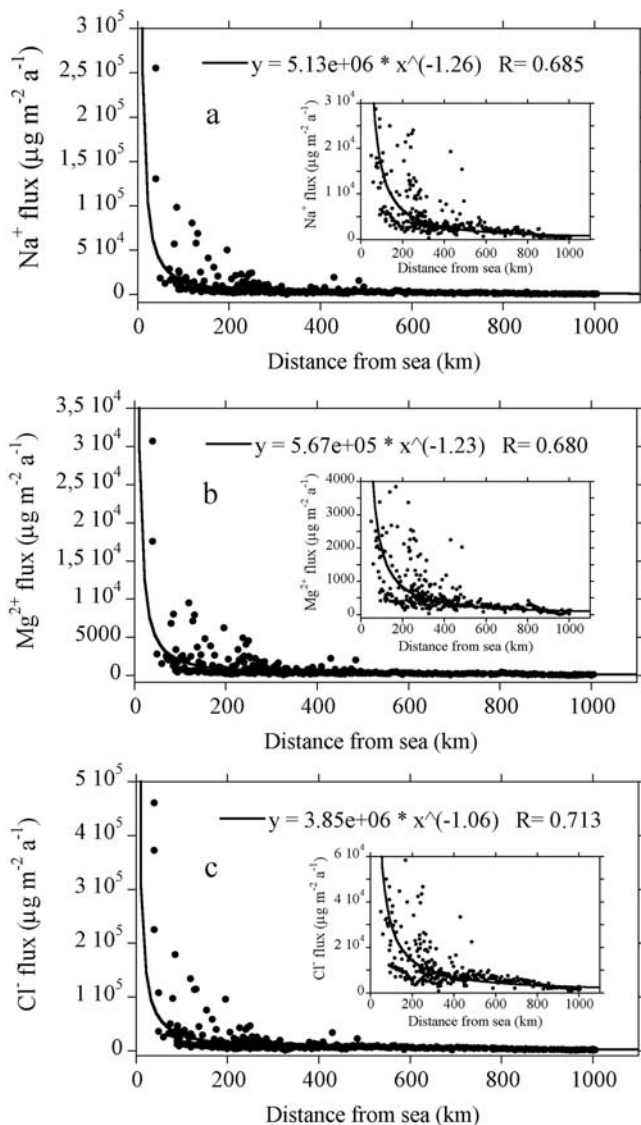 3 10⁵
y = 5.13e+06 * x^(-1.26) R= 0.685
2,5 10⁵
a
2 10⁵
1,5 10⁵
1 10⁵
5 10⁴
0
Na⁺ flux (µg m⁻² a⁻¹)
3 10⁴
2 10⁴
1 10⁴
0
Na⁺ flux (µg m⁻² a⁻¹)
0 200 400 600 800 1000
Distance from sea (km)
0 200 400 600 800 1000
Distance from sea (km)
3,5 10⁴
y = 5.67e+05 * x^(-1.23) R= 0.680
3 10⁴
b
2,5 10⁴
2 10⁴
1,5 10⁴
1 10⁴
5000
0
Mg²⁺ flux (µg m⁻² a⁻¹)
4000
3000
2000
1000
0
Mg²⁺ flux (µg m⁻² a⁻¹)
0 200 400 600 800 1000
Distance from sea (km)
0 200 400 600 800 1000
Distance from sea (km)
5 10⁵
y = 3.85e+06 * x^(-1.06) R= 0.713
4 10⁵
c
3 10⁵
2 10⁵
1 10⁵
0
Cl⁻ flux (µg m⁻² a⁻¹)
6 10⁴
4 10⁴
2 10⁴
0
Cl⁻ flux (µg m⁻² a⁻¹)
0 200 400 600 800 1000
Distance from sea (km)
0 200 400 600 800 1000
Distance from sea (km)